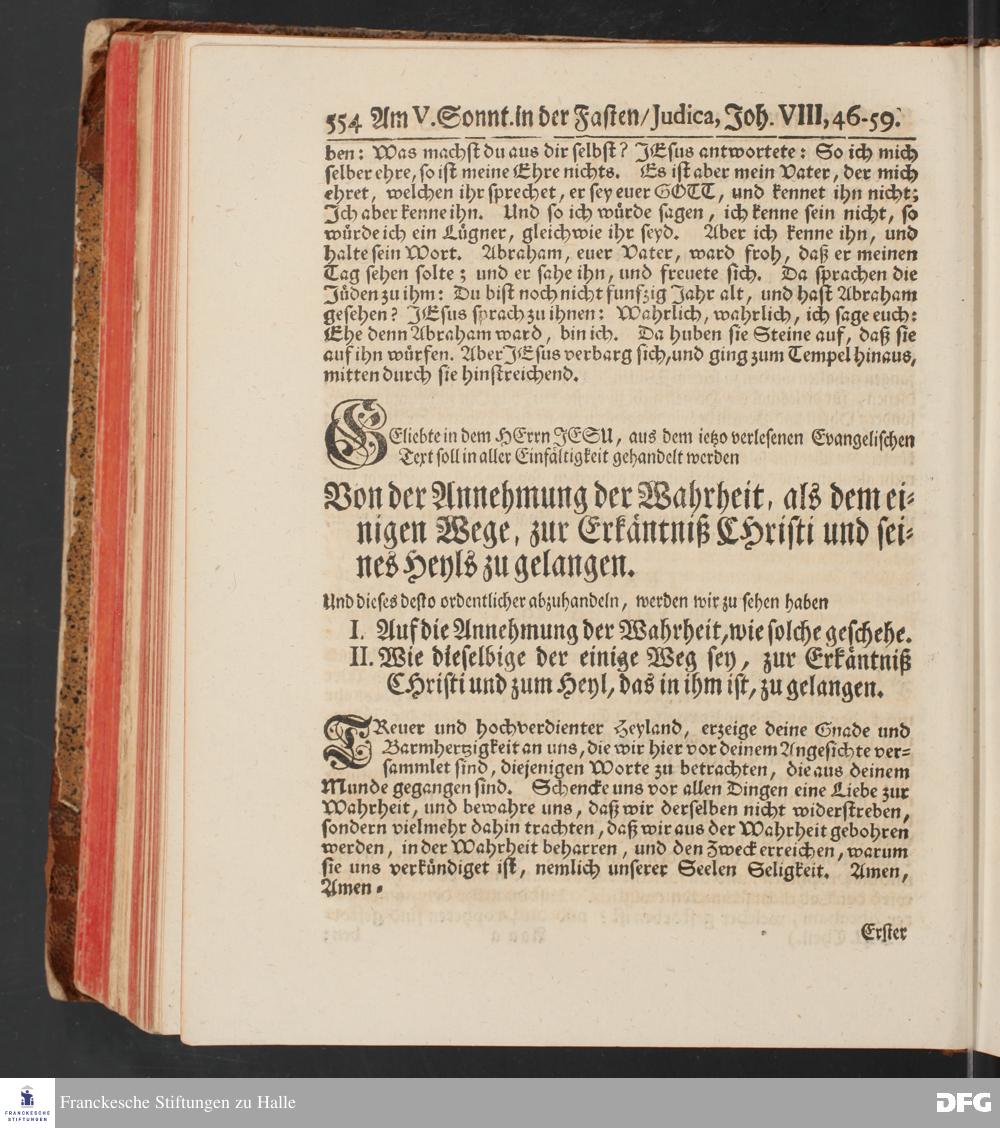 554 Am V. Sonnt. in der Fasten/ Judica, Joh. VIII, 46-59.
ben: Was machst du aus dir selbst? JEsus antwortete: So ich mich
selber ehre, so ist meine Ehre nichts. Es ist aber mein Vater, der mich
ehret, welchen ihr sprechet, er sey euer GOTT, und kennet ihn nicht;
Ich aber kenne ihn. Und so ich würde sagen, ich kenne sein nicht, so
würde ich ein Lügner, gleichwie ihr seyd. Aber ich kenne ihn, und
halte sein Wort. Abraham, euer Vater, ward froh, daß er meinen
Tag sehen solte; und er sahe ihn, und freuete sich. Da sprachen die
Jüden zu ihm: Du bist noch nicht funfzig Jahr alt, und hast Abraham
gesehen? JEsus sprach zu ihnen: Wahrlich, wahrlich, ich sage euch:
Ehe denn Abraham ward, bin ich. Da huben sie Steine auf, daß sie
auf ihn würfen. Aber JEsus verbarg sich, und ging zum Tempel hinaus,
mitten durch sie hinstreichend.
GEliebte in dem HErrn JESU, aus dem ietzo verlesenen Evangelischen
Text soll in aller Einfältigkeit gehandelt werden
Von der Annehmung der Wahrheit, als dem ei-
nigen Wege, zur Erkäntniß CHristi und sei-
nes Heyls zu gelangen.
Und dieses desto ordentlicher abzuhandeln, werden wir zu sehen haben
I. Auf die Annehmung der Wahrheit, wie solche geschehe.
II. Wie dieselbige der einige Weg sey, zur Erkäntniß
CHristi und zum Heyl, das in ihm ist, zu gelangen.
TReuer und hochverdienter Heyland, erzeige deine Gnade und
Barmhertzigkeit an uns, die wir hier vor deinem Angesichte ver-
sammlet sind, diejenigen Worte zu betrachten, die aus deinem
Munde gegangen sind. Schencke uns vor allen Dingen eine Liebe zur
Wahrheit, und bewahre uns, daß wir derselben nicht widerstreben,
sondern vielmehr dahin trachten, daß wir aus der Wahrheit gebohren
werden, in der Wahrheit beharren, und den Zweck erreichen, warum
sie uns verkündiget ist, nemlich unserer Seelen Seligkeit. Amen,
Amen.
Erster
FRANCKESCHE
STIFTUNGEN
Franckesche Stiftungen zu Halle
DFG